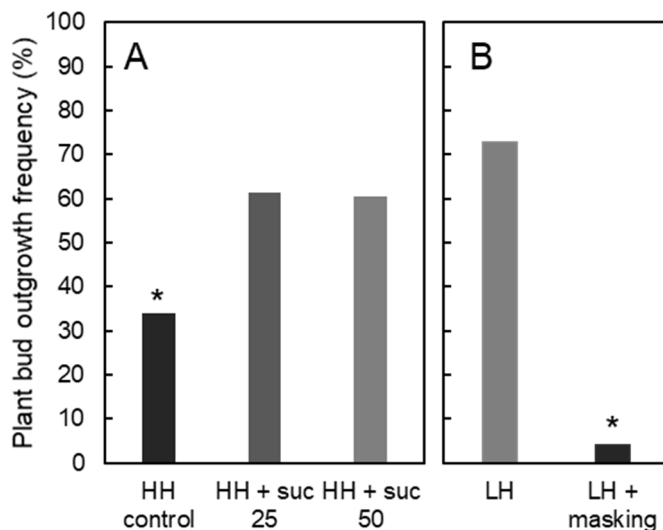 Plant bud outgrowth frequency (%)
100
90
80
70
60
50
40
30
20
10
0
A
*
HH control
HH + suc 25
HH + suc 50
B
*
LH
LH + masking